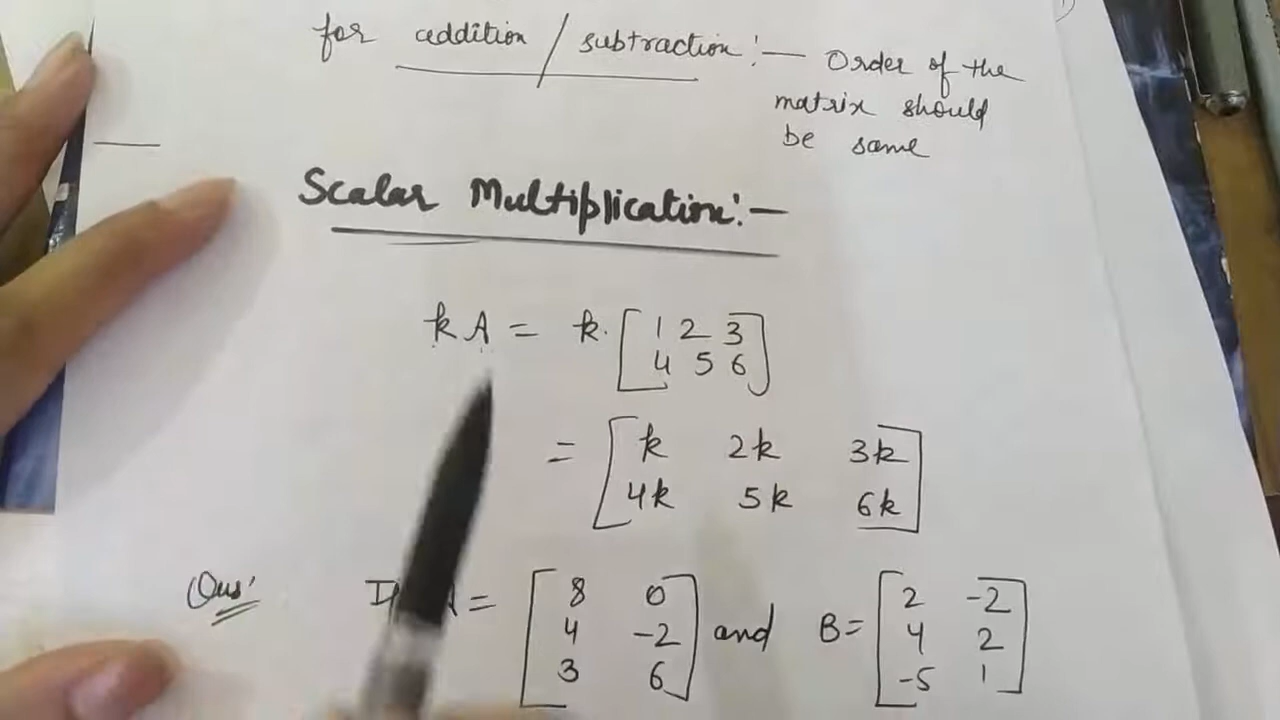 for addition / subtraction :— Order of the
matrix should
be same
Scalar Multiplication :—
kA = k. [ 1 2 3
4 5 6 ]
= [ k 2k 3k
4k 5k 6k ]
Ques: A = [ 8 0
4 -2
3 6 ] and B = [ 2 -2
4 2
-5 1 ]